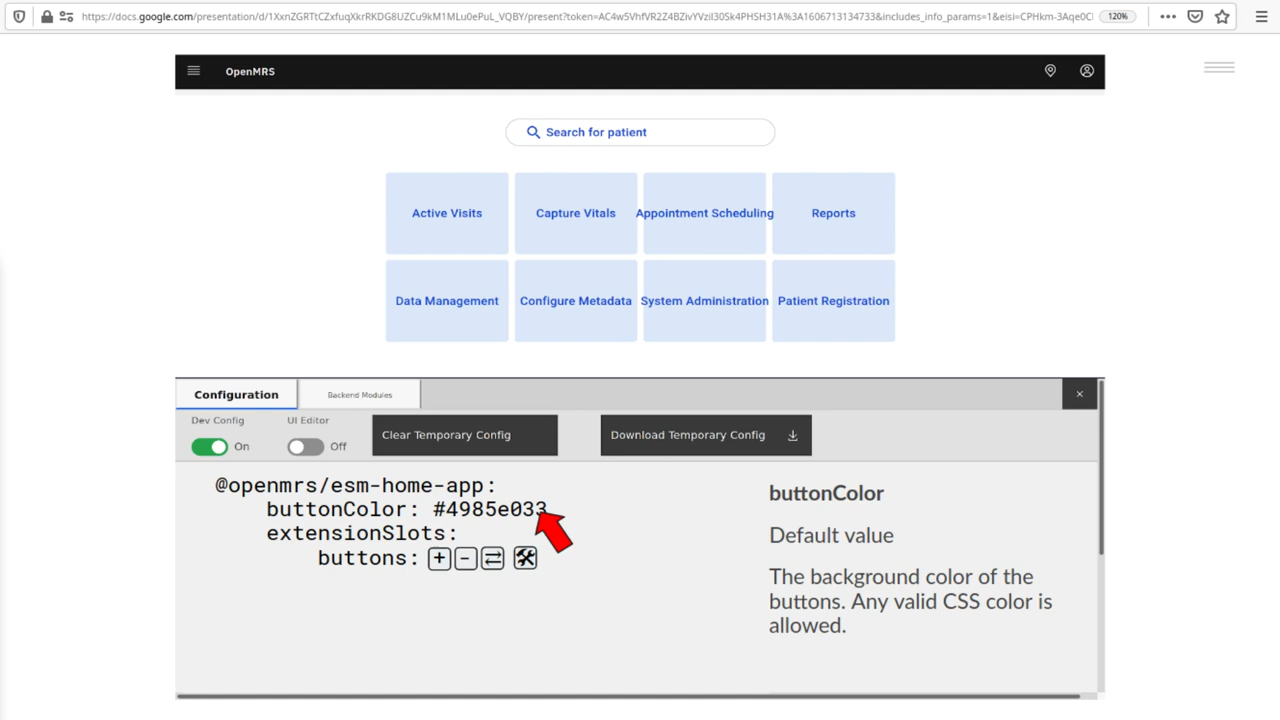 https://docs.google.com/presentation/d/1XxnZGRTtCZxfuqXkrRKDG8UZCu9kM1MLu0ePuL_VQBY/present?token=AC4w5VhfVR2Z4BZivYVzil30Sk4PHSH31A%3A1606713134733&includes_info_params=1&eisi=CPHkm-3Aqe0C
120%
OpenMRS
Search for patient
Active Visits
Capture Vitals
Appointment Scheduling
Reports
Data Management
Configure Metadata
System Administration
Patient Registration
Configuration
Backend Modules
Dev Config
UI Editor
On
Off
Clear Temporary Config
Download Temporary Config
@openmrs/esm-home-app:
buttonColor: #4985e033
extensionSlots:
buttons:
buttonColor
Default value
The background color of the
buttons. Any valid CSS color is
allowed.